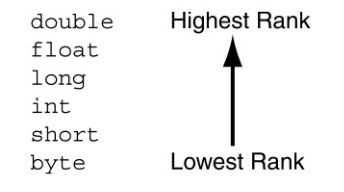 double Highest Rank
float
long
int
short
byte Lowest Rank